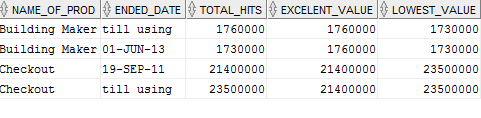 NAME_OF_PROD ENDED_DATE TOTAL_HITS EXCELENT_VALUE LOWEST_VALUE
Building Maker till using 1760000 1760000 1730000
Building Maker 01-JUN-13 1730000 1760000 1730000
Checkout 19-SEP-11 21400000 21400000 23500000
Checkout till using 23500000 21400000 23500000